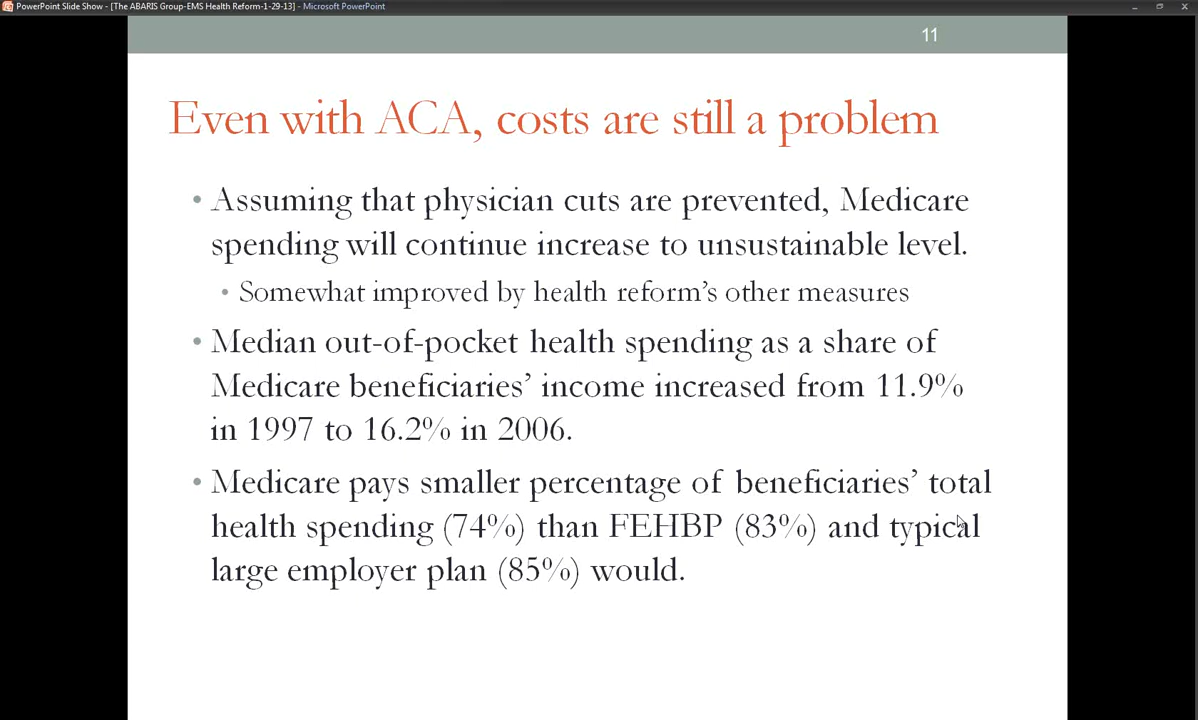 PowerPoint Slide Show - [The ABARIS Group-EMS Health Reform-1-29-13] - Microsoft PowerPoint
11
Even with ACA, costs are still a problem
• Assuming that physician cuts are prevented, Medicare
spending will continue increase to unsustainable level.
• Somewhat improved by health reform's other measures
• Median out-of-pocket health spending as a share of
Medicare beneficiaries' income increased from 11.9%
in 1997 to 16.2% in 2006.
• Medicare pays smaller percentage of beneficiaries' total
health spending (74%) than FEHBP (83%) and typical
large employer plan (85%) would.